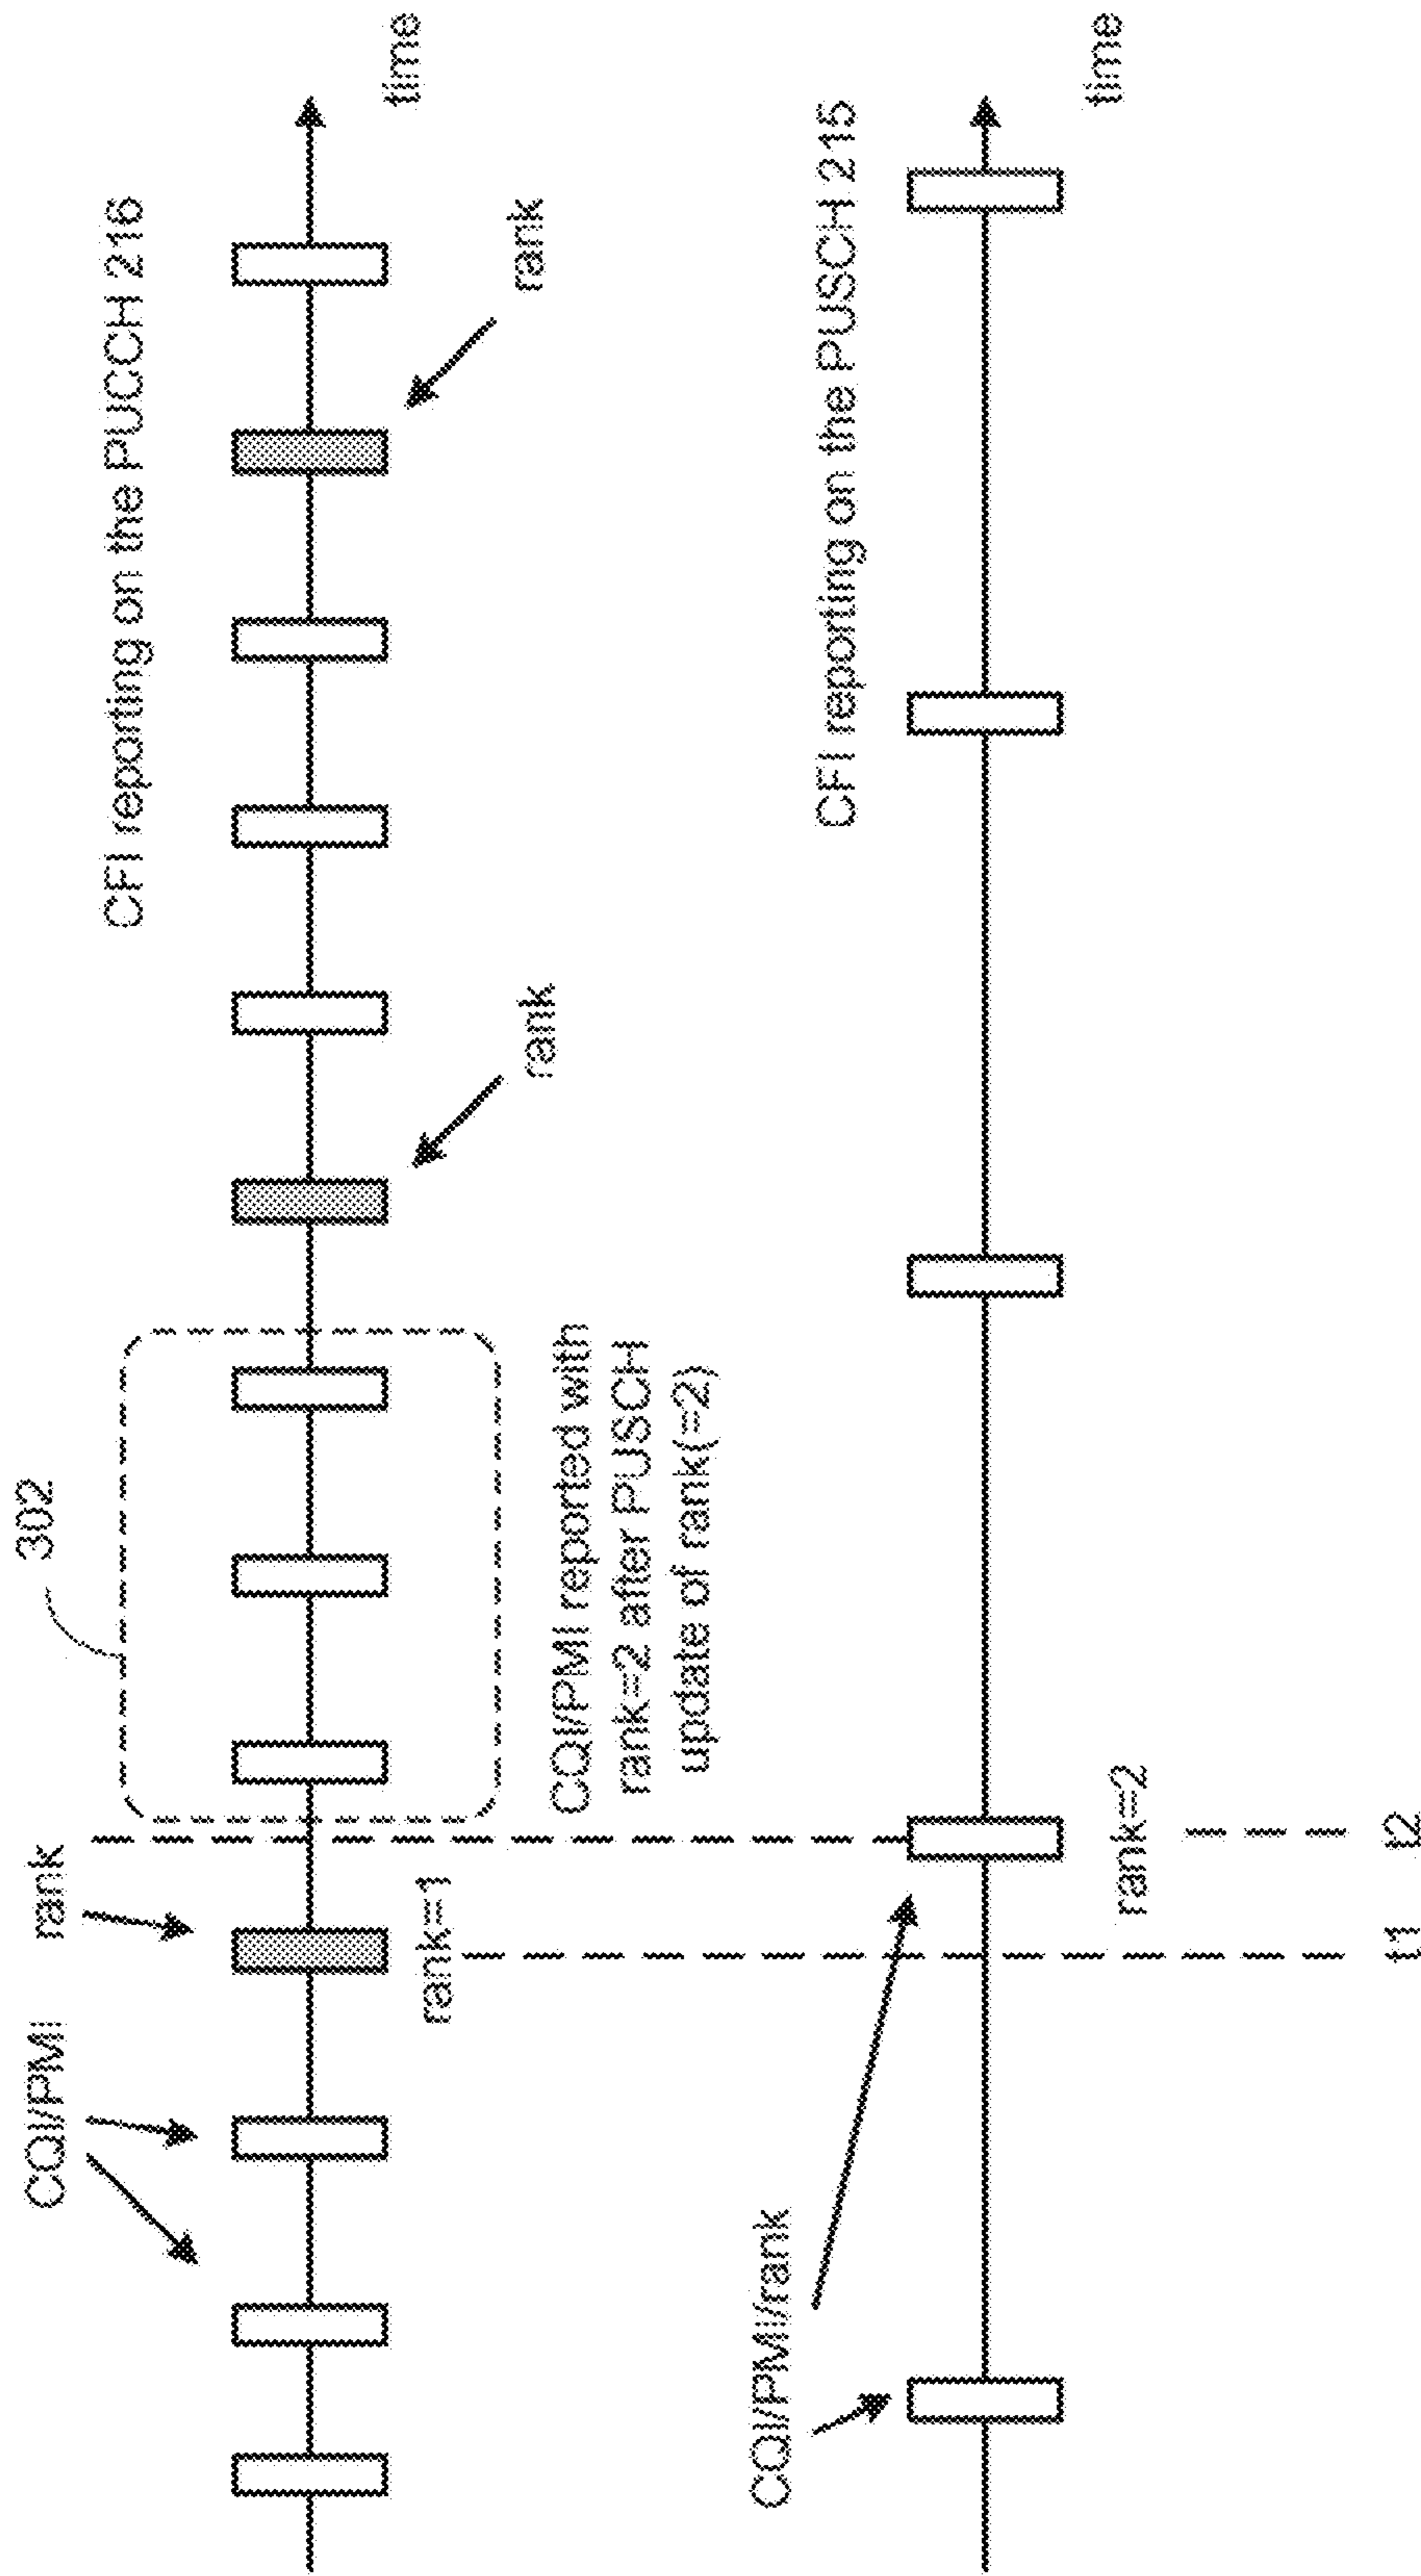 CFI reporting on the PUCCH 216
302
rank
CQI/PMI
rank=1
CQI/PMI reported with
rank=2 after PUSCH
update of rank(=2)
rank
rank
time
CFI reporting on the PUSCH 215
CQI/PMI/rank
rank=2
time
t1
t2